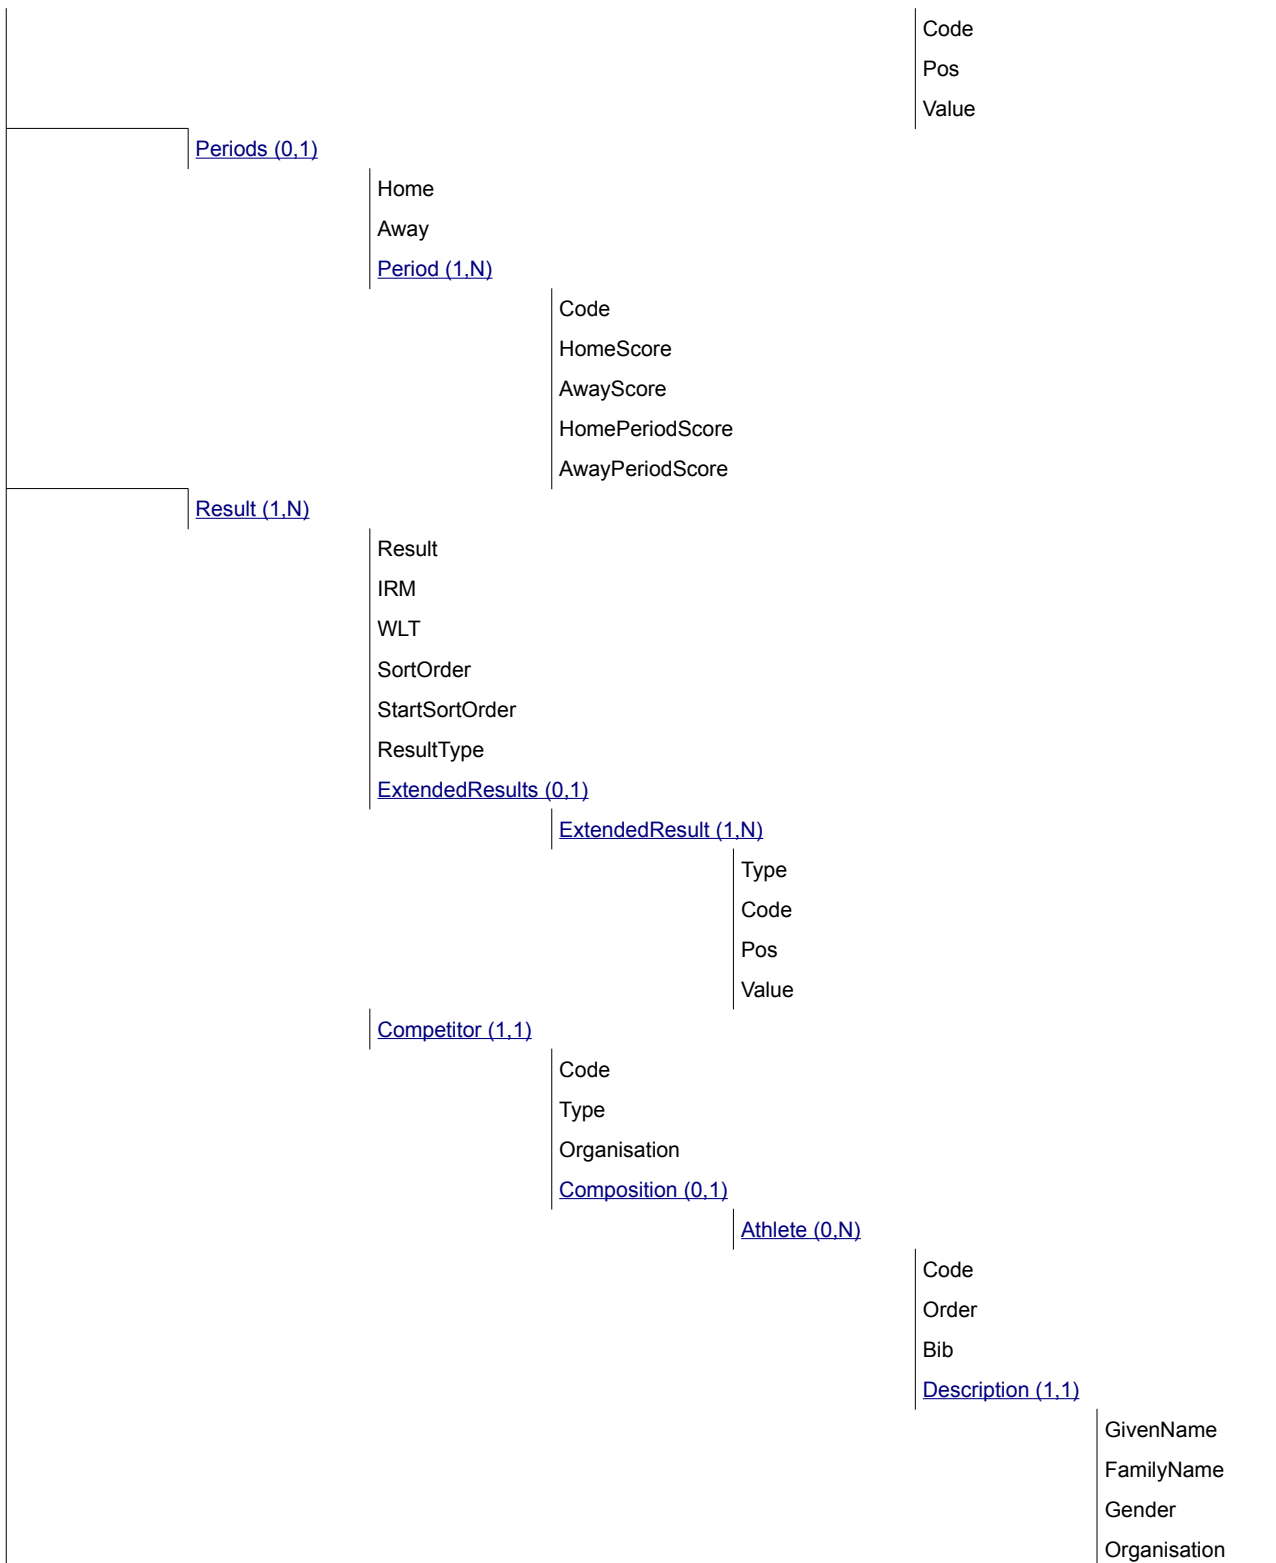 Code
Pos
Value
Periods (0,1)
Home
Away
Period (1,N)
Code
HomeScore
AwayScore
HomePeriodScore
AwayPeriodScore
Result (1,N)
Result
IRM
WLT
SortOrder
StartSortOrder
ResultType
ExtendedResults (0,1)
ExtendedResult (1,N)
Type
Code
Pos
Value
Competitor (1,1)
Code
Type
Organisation
Composition (0,1)
Athlete (0,N)
Code
Order
Bib
Description (1,1)
GivenName
FamilyName
Gender
Organisation